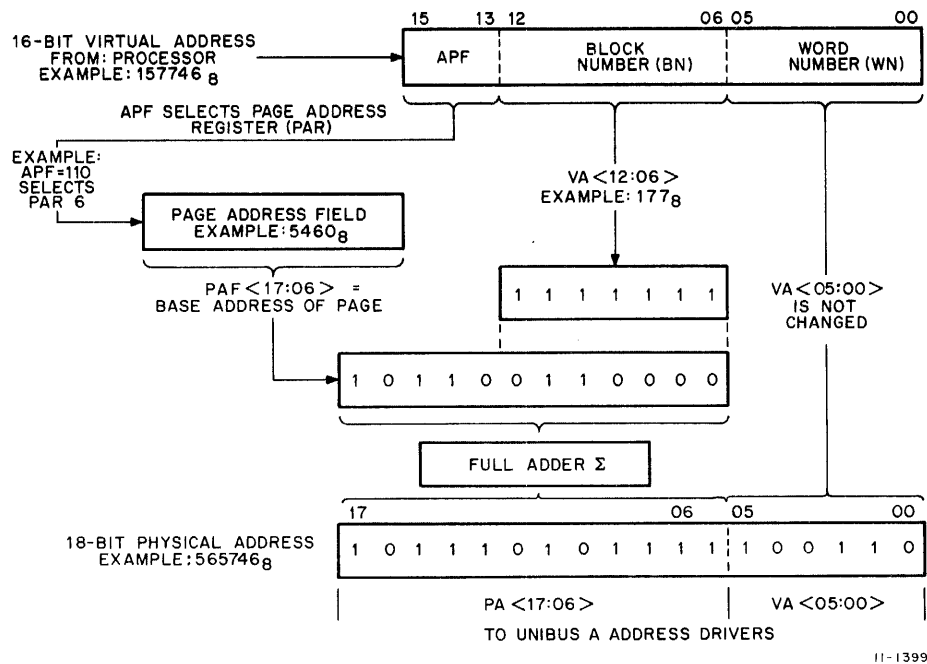 15 13 12 06 05 00
16-BIT VIRTUAL ADDRESS
FROM: PROCESSOR
EXAMPLE: 157746 8
APF
BLOCK
NUMBER (BN)
WORD
NUMBER (WN)
APF SELECTS PAGE ADDRESS
REGISTER (PAR)
EXAMPLE:
APF=110
SELECTS
PAR 6
VA <12:06>
EXAMPLE: 177 8
PAGE ADDRESS FIELD
EXAMPLE: 5460 8
PAF <17:06> =
BASE ADDRESS OF PAGE
1 1 1 1 1 1 1
VA <05:00>
IS NOT
CHANGED
1 0 1 1 0 0 1 1 0 0 0 0
FULL ADDER Σ
17 06 05 00
18-BIT PHYSICAL ADDRESS
EXAMPLE: 565746 8
1 0 1 1 1 0 1 0 1 1 1 1 1 0 0 1 1 0
PA <17:06>
VA <05:00>
TO UNIBUS A ADDRESS DRIVERS
11-1399